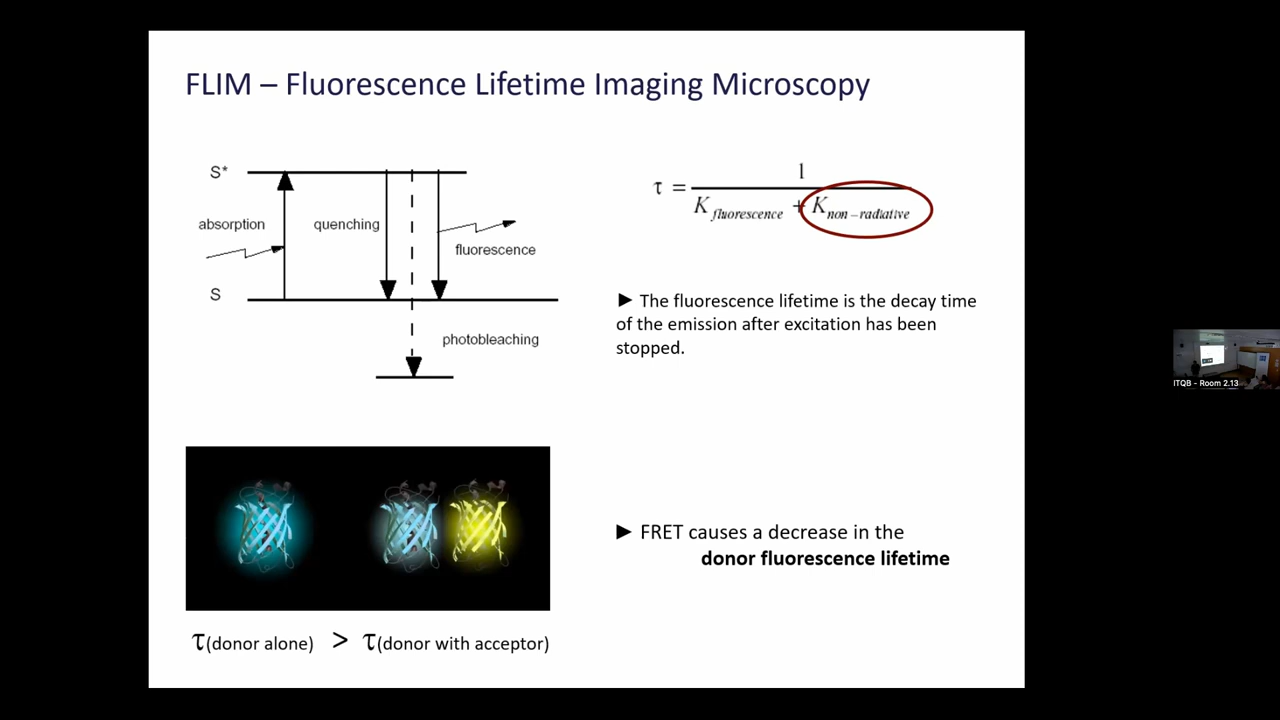 FLIM – Fluorescence Lifetime Imaging Microscopy
S*
absorption
quenching
fluorescence
S
photobleaching
τ = 1
K fluorescence + K non – radiative
► The fluorescence lifetime is the decay time
of the emission after excitation has been
stopped.
ITQB - Room 2.13
► FRET causes a decrease in the
donor fluorescence lifetime
τ(donor alone) > τ(donor with acceptor)